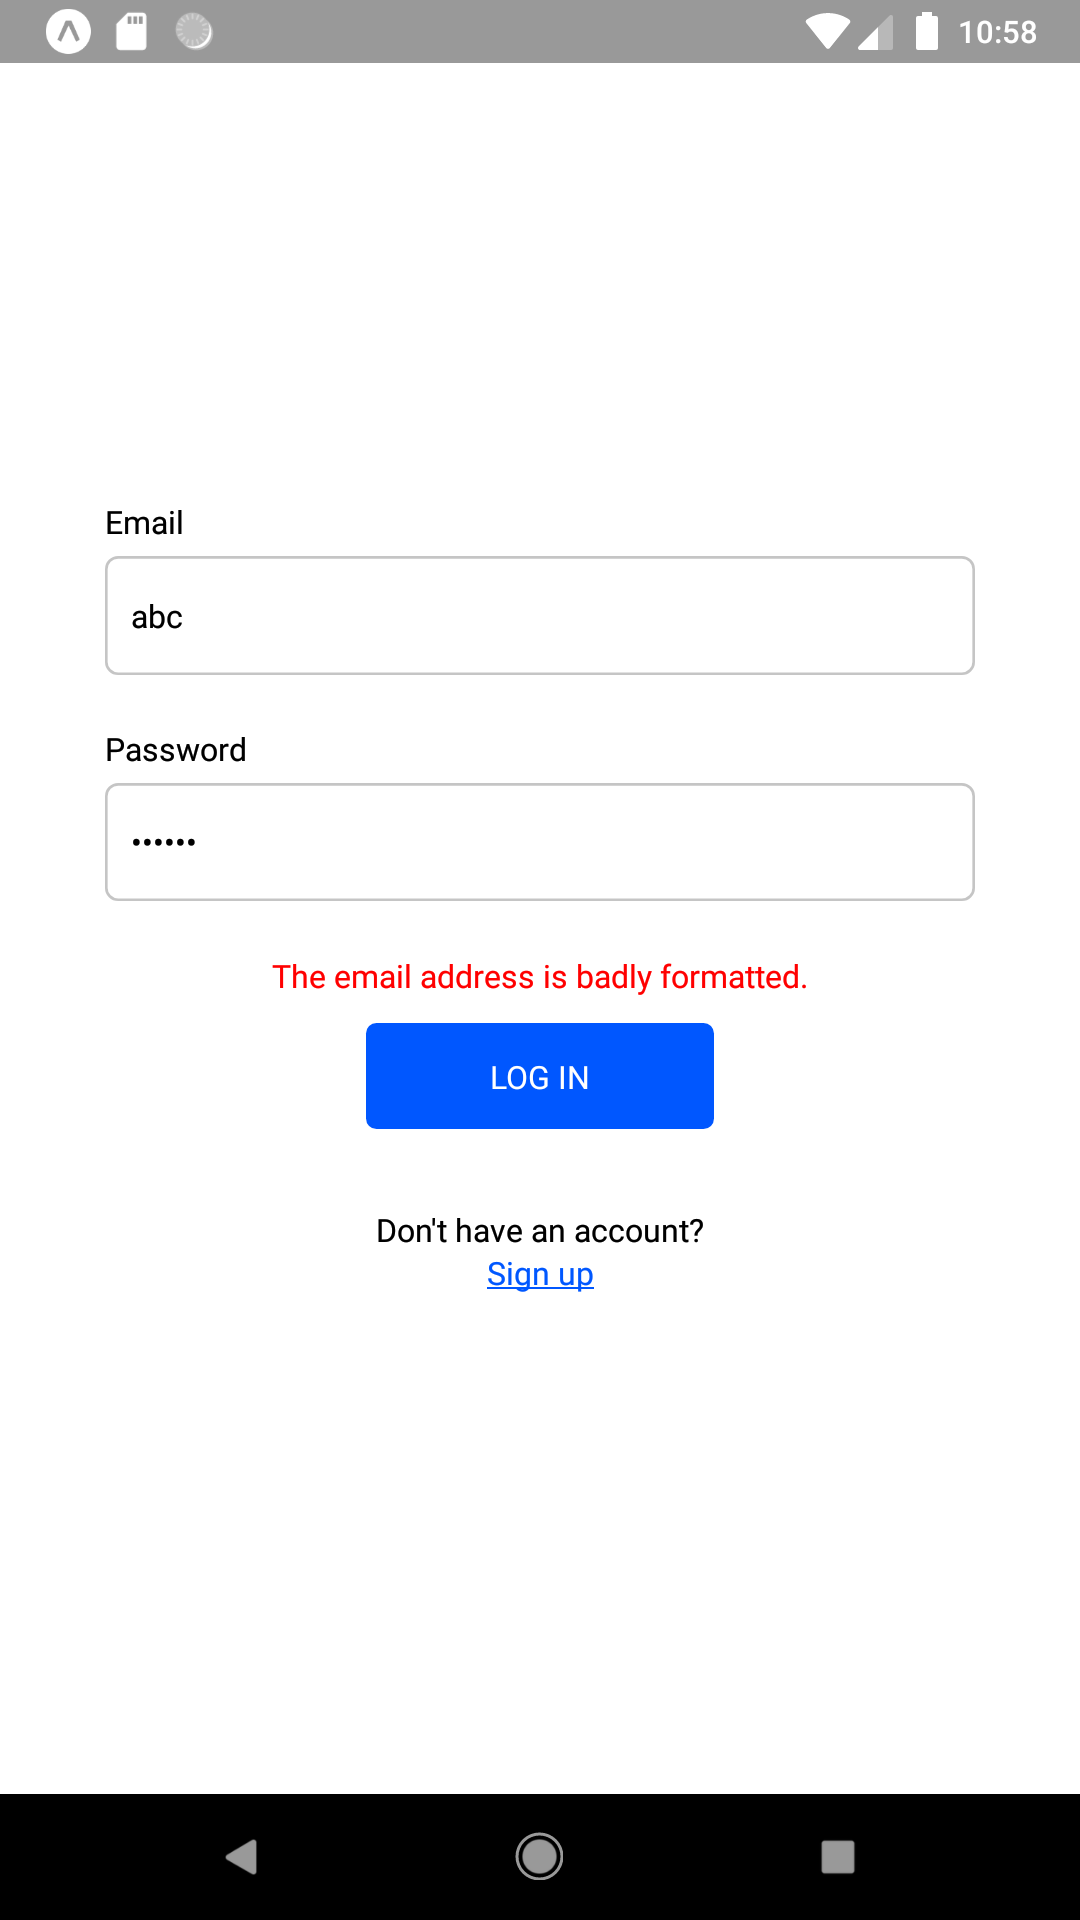 10:58
Email
abc
Password
••••••
The email address is badly formatted.
LOG IN
Don't have an account?
Sign up